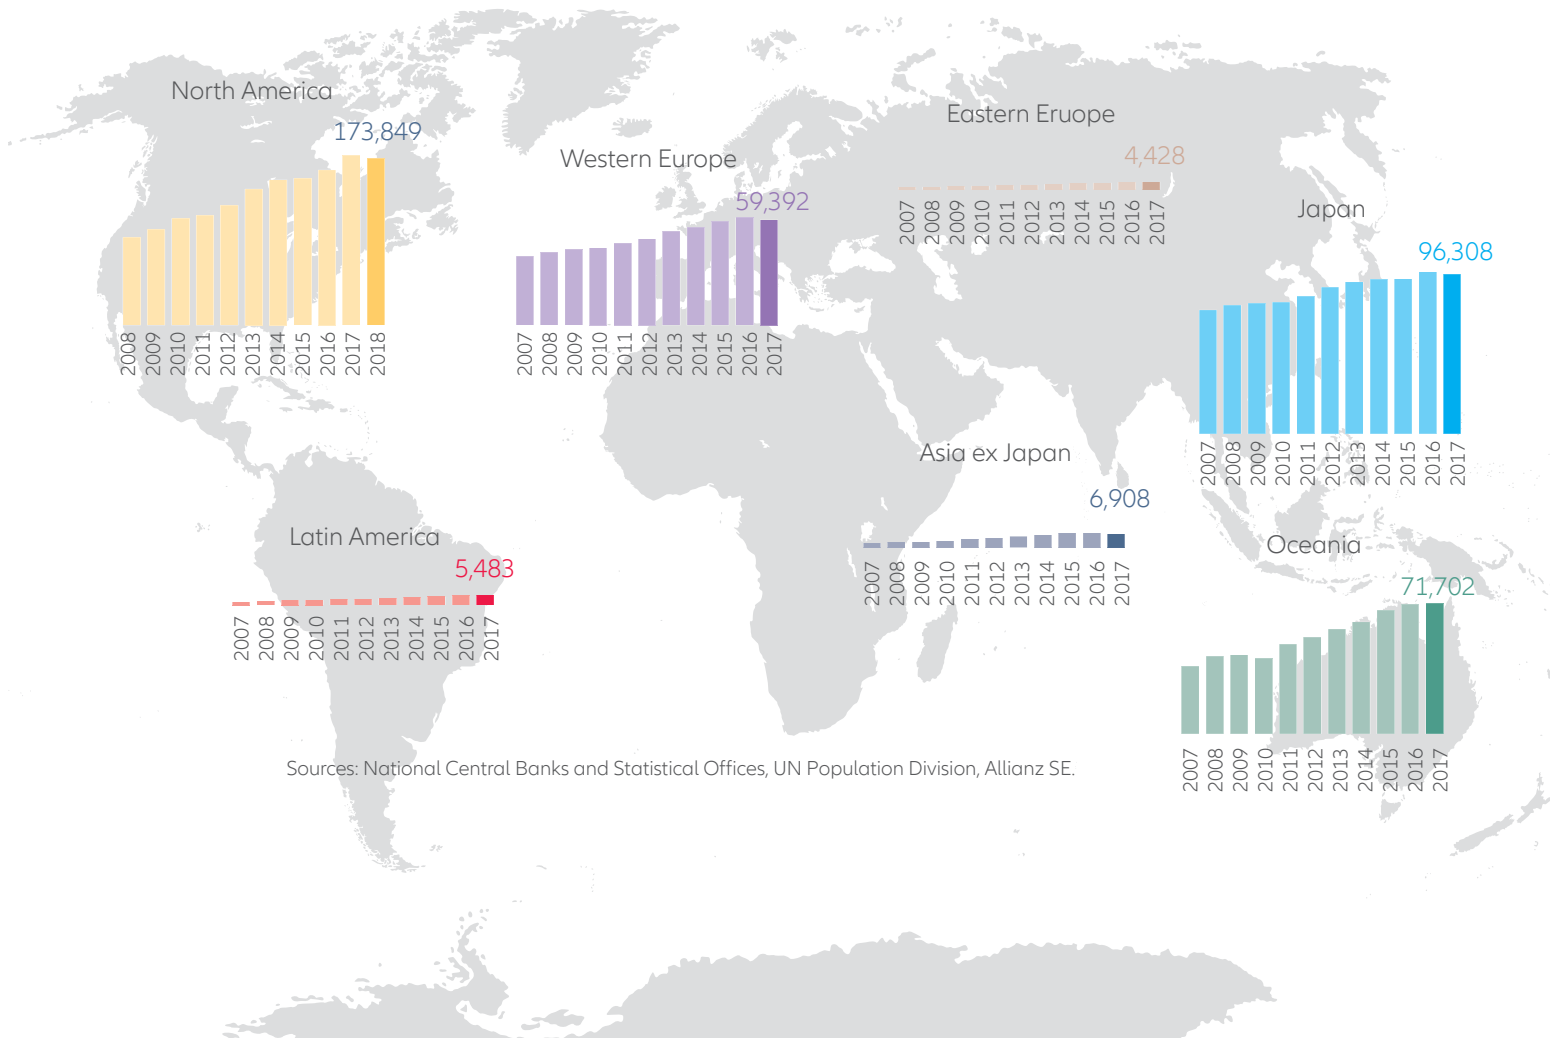 North America
173,849
2008 2009 2010 2011 2012 2013 2014 2015 2016 2017 2018
Western Europe
59,392
2007 2008 2009 2010 2011 2012 2013 2014 2015 2016 2017
Eastern Eruope
4,428
2007 2008 2009 2010 2011 2012 2013 2014 2015 2016 2017
Japan
96,308
2007 2008 2009 2010 2011 2012 2013 2014 2015 2016 2017
Asia ex Japan
6,908
2007 2008 2009 2010 2011 2012 2013 2014 2015 2016 2017
Latin America
5,483
2007 2008 2009 2010 2011 2012 2013 2014 2015 2016 2017
Oceania
71,702
2007 2008 2009 2010 2011 2012 2013 2014 2015 2016 2017
Sources: National Central Banks and Statistical Offices, UN Population Division, Allianz SE.